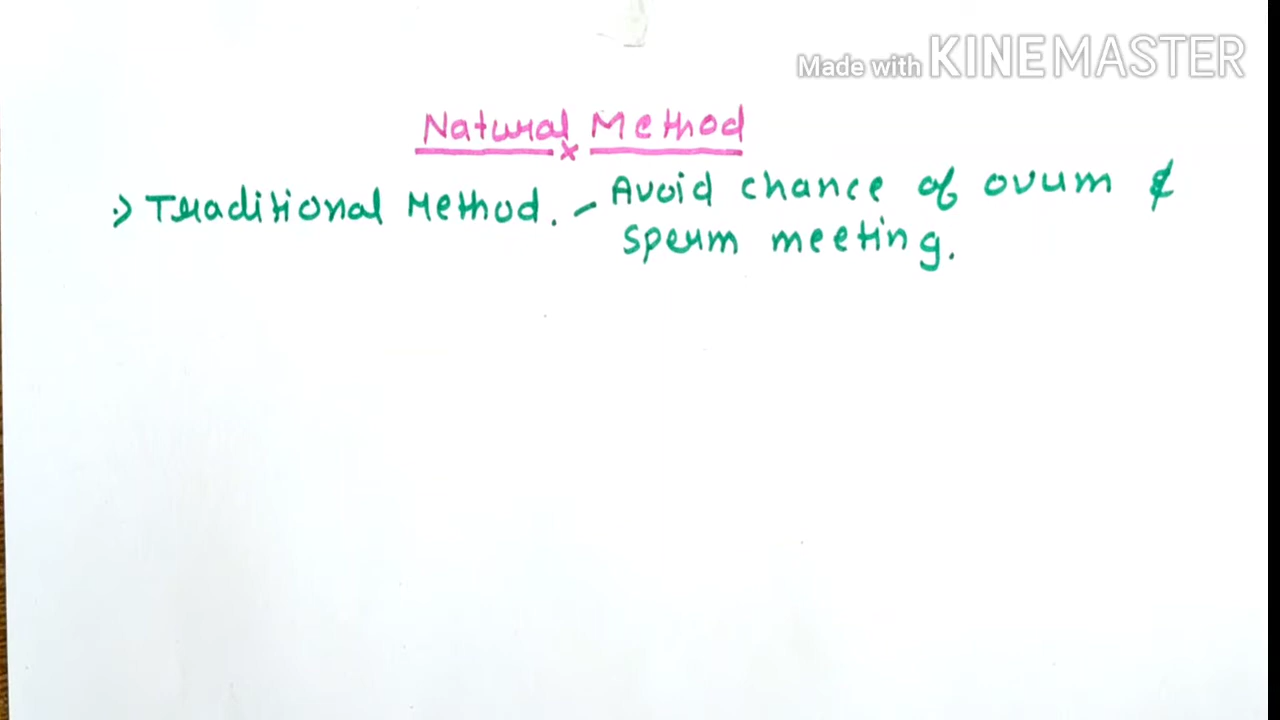 Made with KINEMASTER
Natural Method
:> Traditional Method. - Avoid chance of ovum &
sperm meeting.